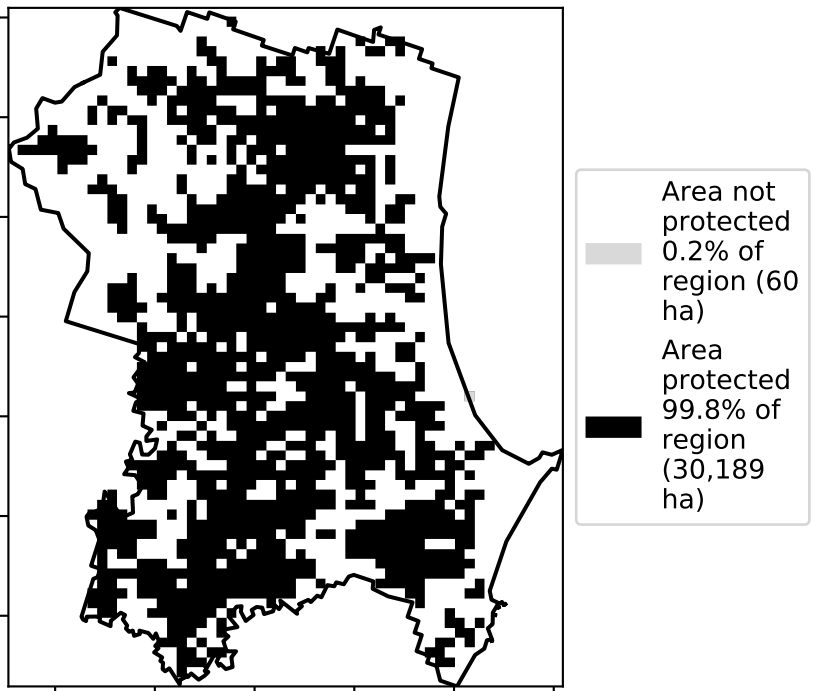 Area not
protected
0.2% of
region (60
ha)
Area
protected
99.8% of
region
(30,189
ha)